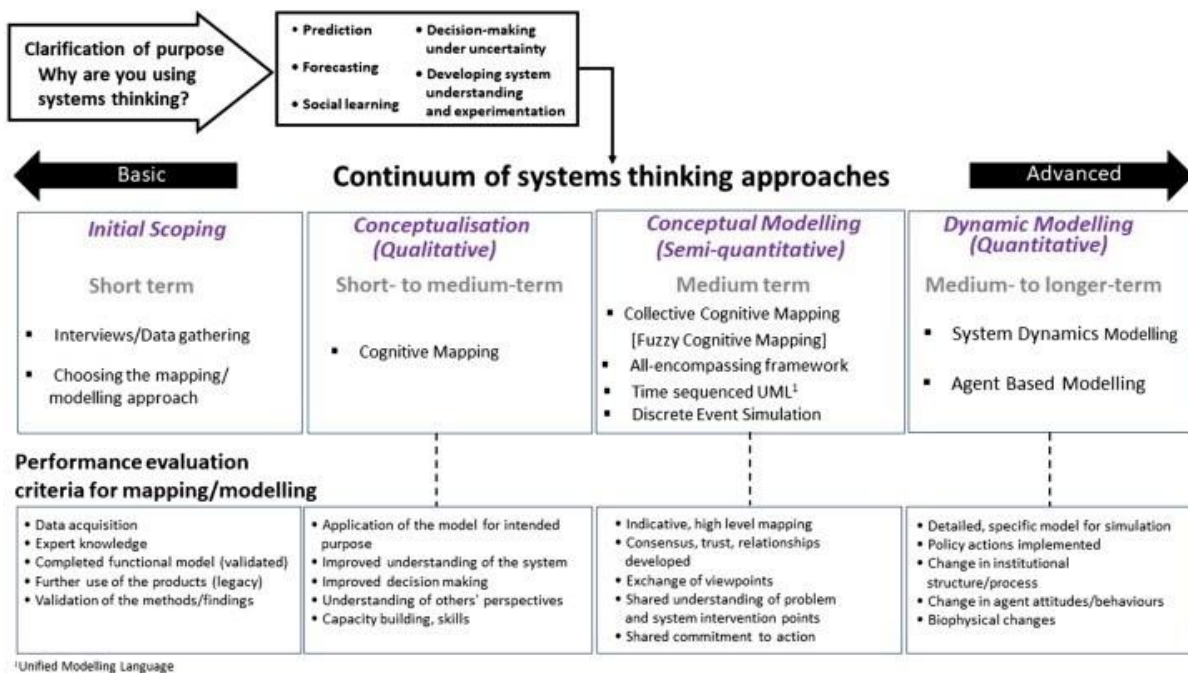 Clarification of purpose
Why are you using
systems thinking?
• Prediction
• Forecasting
• Social learning
• Decision-making
under uncertainty
• Developing system
understanding
and experimentation
Basic
Continuum of systems thinking approaches
Advanced
Initial Scoping
Short term
▪ Interviews/Data gathering
▪ Choosing the mapping/
modelling approach
Conceptualisation
(Qualitative)
Short- to medium-term
▪ Cognitive Mapping
Conceptual Modelling
(Semi-quantitative)
Medium term
▪ Collective Cognitive Mapping
[Fuzzy Cognitive Mapping]
▪ All-encompassing framework
▪ Time sequenced UML¹
▪ Discrete Event Simulation
Dynamic Modelling
(Quantitative)
Medium- to longer-term
▪ System Dynamics Modelling
▪ Agent Based Modelling
Performance evaluation
criteria for mapping/modelling
• Data acquisition
• Expert knowledge
• Completed functional model (validated)
• Further use of the products (legacy)
• Validation of the methods/findings
• Application of the model for intended
purpose
• Improved understanding of the system
• Improved decision making
• Understanding of others' perspectives
• Capacity building, skills
• Indicative, high level mapping
• Consensus, trust, relationships
developed
• Exchange of viewpoints
• Shared understanding of problem
and system intervention points
• Shared commitment to action
• Detailed, specific model for simulation
• Policy actions implemented
• Change in institutional
structure/process
• Change in agent attitudes/behaviours
• Biophysical changes
¹Unified Modelling Language